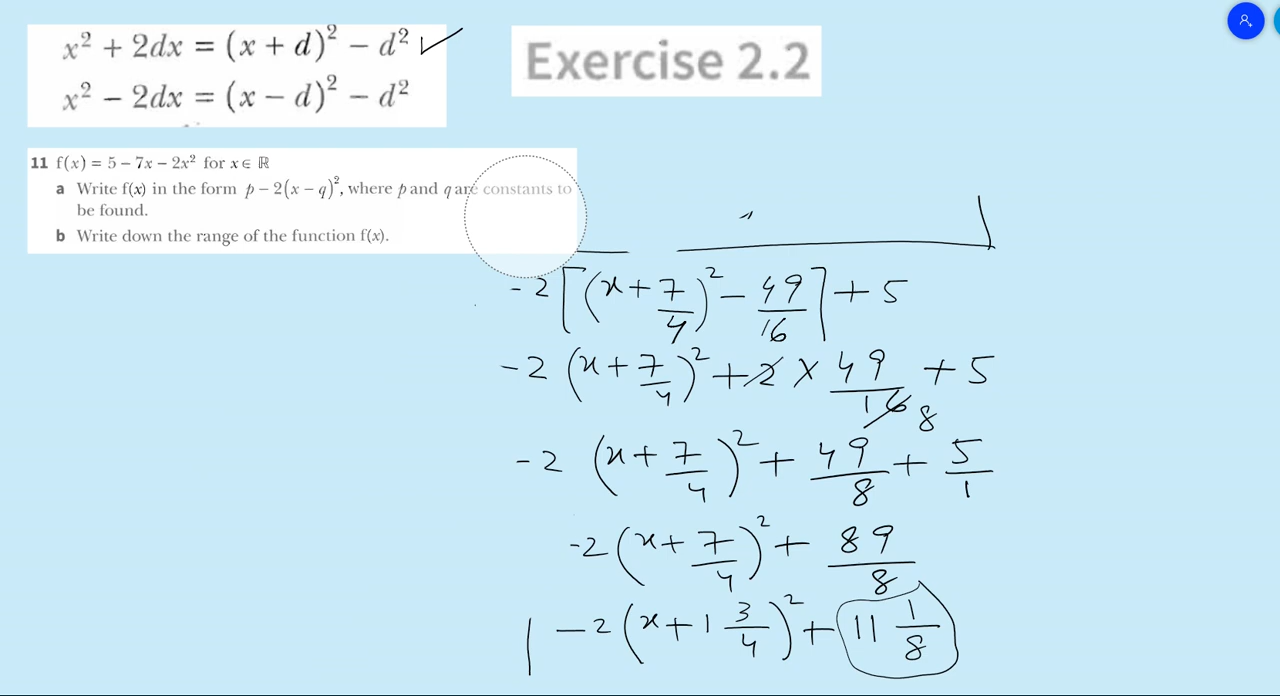 x² + 2dx = (x + d)² − d² ✓
x² − 2dx = (x − d)² − d²
Exercise 2.2
11 f(x) = 5 − 7x − 2x² for x ∈ ℝ
a Write f(x) in the form p − 2(x − q)², where p and q are constants to
be found.
b Write down the range of the function f(x).
-2[(x + 7/4)² − 49/16] + 5
-2(x + 7/4)² + 2 × 49/16 8 + 5
-2(x + 7/4)² + 49/8 + 5/1
-2(x + 7/4)² + 89/8
-2(x + 1 3/4)² + 11 1/8